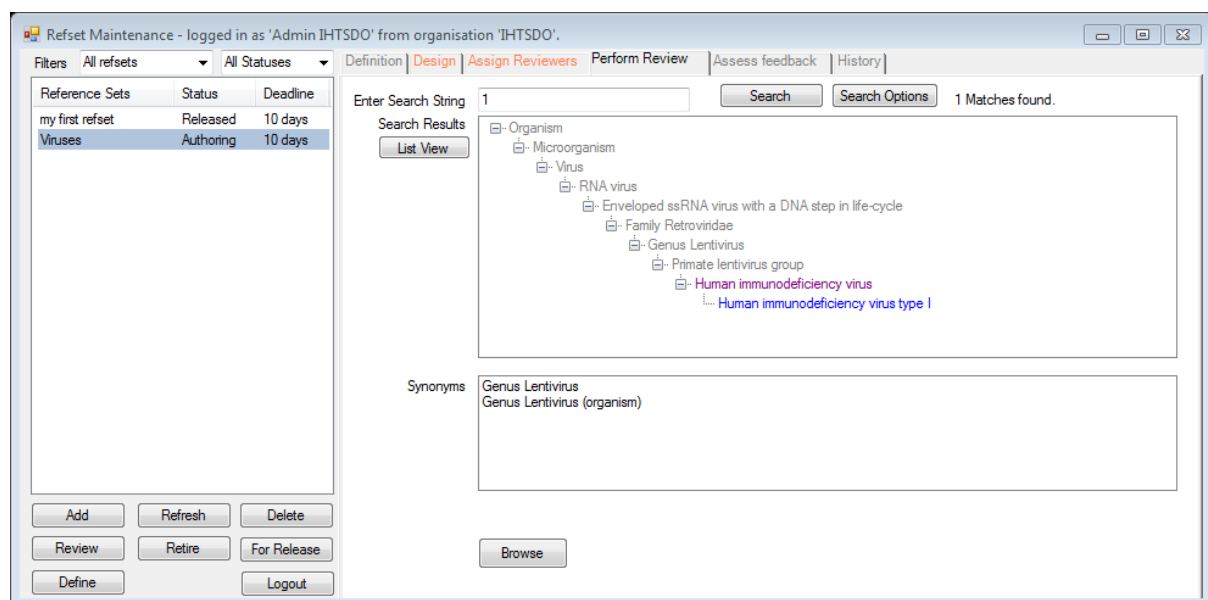 Refset Maintenance - logged in as 'Admin IHTSDO' from organisation 'IHTSDO'.
Filters All refsets All Statuses
Definition Design Assign Reviewers Perform Review Assess feedback History
Reference Sets Status Deadline
my first refset Released 10 days
Viruses Authoring 10 days
Enter Search String 1 Search Search Options 1 Matches found.
Search Results
List View
Organism
Microorganism
Virus
RNA virus
Enveloped ssRNA virus with a DNA step in life-cycle
Family Retroviridae
Genus Lentivirus
Primate lentivirus group
Human immunodeficiency virus
Human immunodeficiency virus type I
Synonyms
Genus Lentivirus
Genus Lentivirus (organism)
Add Refresh Delete
Review Retire For Release
Define Logout
Browse